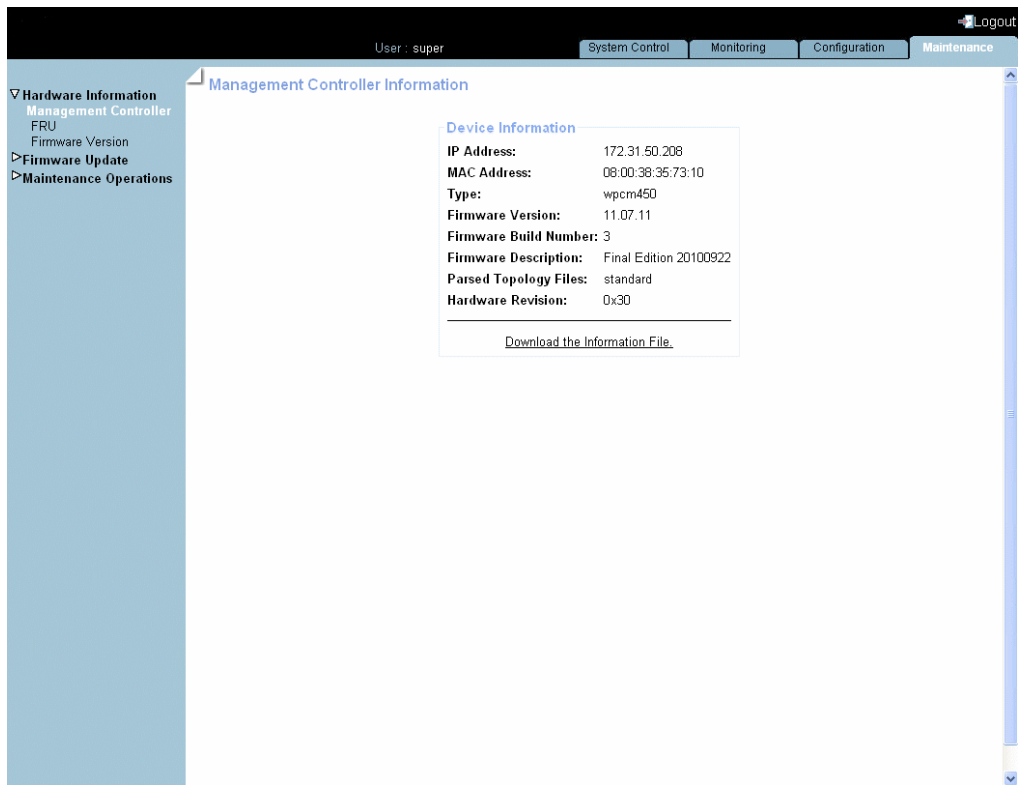 Logout
User : super
System Control
Monitoring
Configuration
Maintenance
Hardware Information
Management Controller
FRU
Firmware Version
Firmware Update
Maintenance Operations
Management Controller Information
Device Information
IP Address: 172.31.50.208
MAC Address: 08:00:38:35:73:10
Type: wpcm450
Firmware Version: 11.07.11
Firmware Build Number: 3
Firmware Description: Final Edition 20100922
Parsed Topology Files: standard
Hardware Revision: 0x30
Download the Information File.